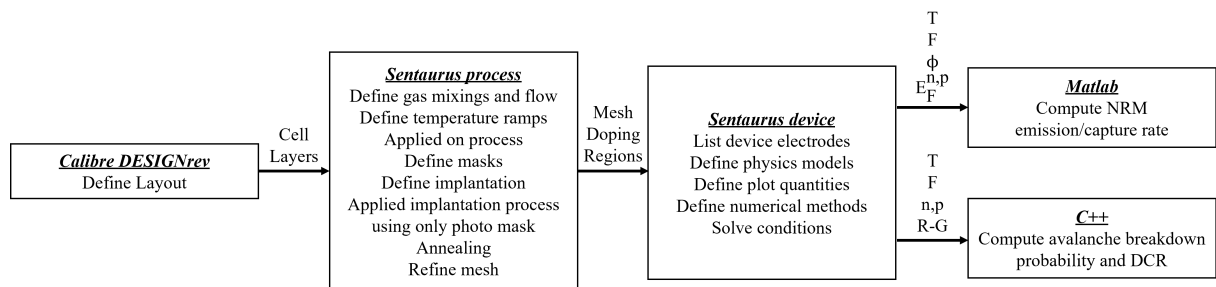 Calibre DESIGNrev
Define Layout
Cell
Layers
Sentaurus process
Define gas mixings and flow
Define temperature ramps
Applied on process
Define masks
Define implantation
Applied implantation process
using only photo mask
Annealing
Refine mesh
Mesh
Doping
Regions
Sentaurus device
List device electrodes
Define physics models
Define plot quantities
Define numerical methods
Solve conditions
T
F
ϕ
E_F^n,p
Matlab
Compute NRM
emission/capture rate
T
F
n,p
R-G
C++
Compute avalanche breakdown
probability and DCR